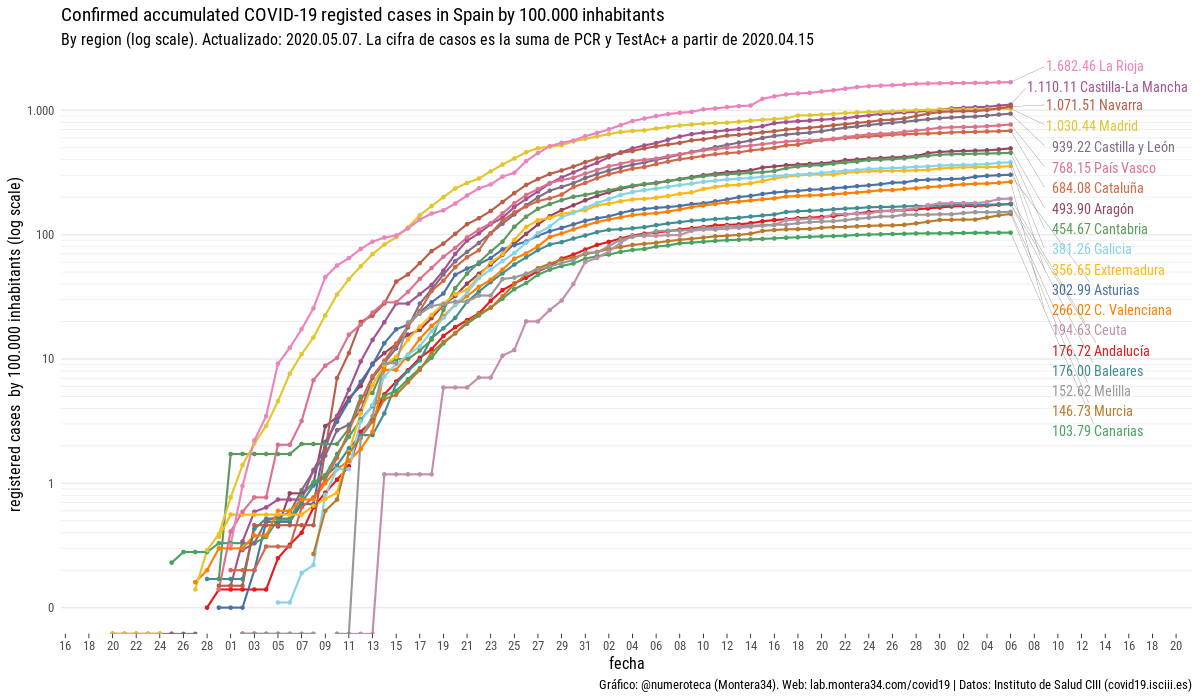 Confirmed accumulated COVID-19 registed cases in Spain by 100.000 inhabitants
By region (log scale). Actualizado: 2020.05.07. La cifra de casos es la suma de PCR y TestAc+ a partir de 2020.04.15
registered cases by 100.000 inhabitants (log scale)
1.000
100
10
1
0
1.682.46 La Rioja
1.110.11 Castilla-La Mancha
1.071.51 Navarra
1.030.44 Madrid
939.22 Castilla y León
768.15 País Vasco
684.08 Cataluña
493.90 Aragón
454.67 Cantabria
381.26 Galicia
356.65 Extremadura
302.99 Asturias
266.02 C. Valenciana
194.63 Ceuta
176.72 Andalucía
176.00 Baleares
152.62 Melilla
146.73 Murcia
103.79 Canarias
16 18 20 22 24 26 28 01 03 05 07 09 11 13 15 17 19 21 23 25 27 29 31 02 04 06 08 10 12 14 16 18 20 22 24 26 28 30 02 04 06 08 10 12 14 16 18 20
fecha
Gráfico: @numeroteca (Montera34). Web: lab.montera34.com/covid19 | Datos: Instituto de Salud CIII (covid19.isciii.es)